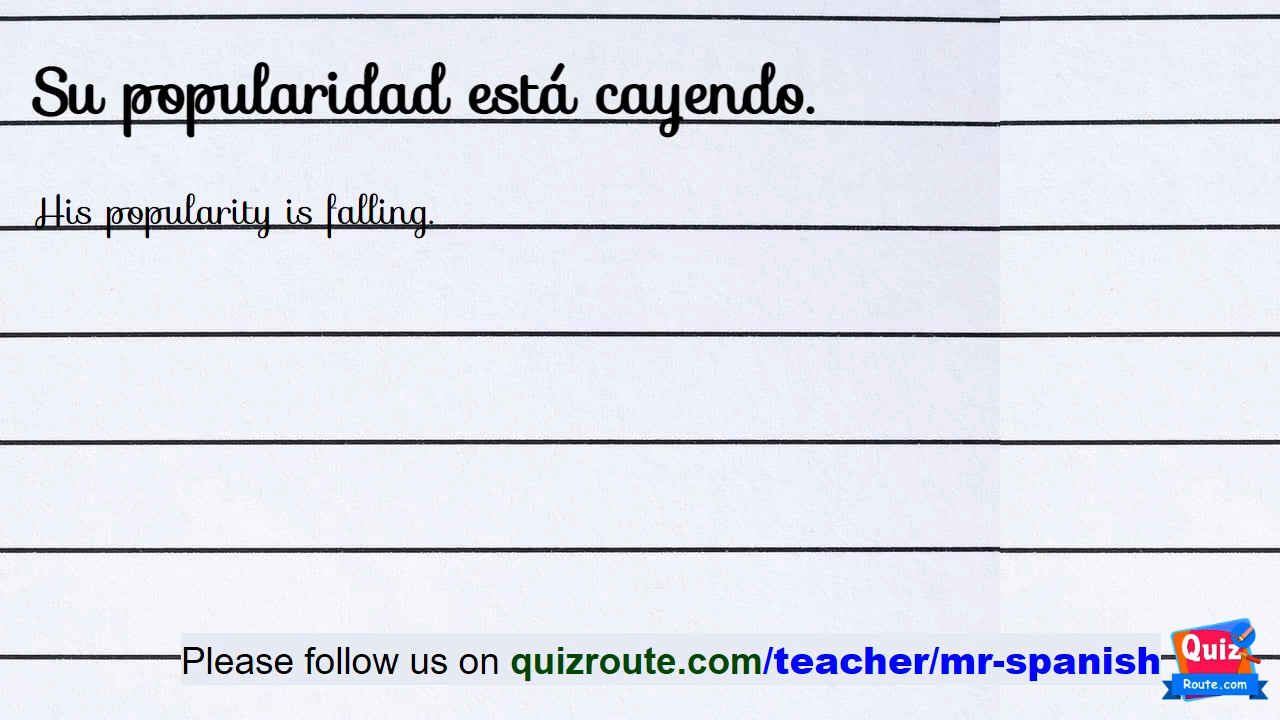 Su popularidad está cayendo.
His popularity is falling.
Please follow us on quizroute.com/teacher/mr-spanish
Quiz
Route.com